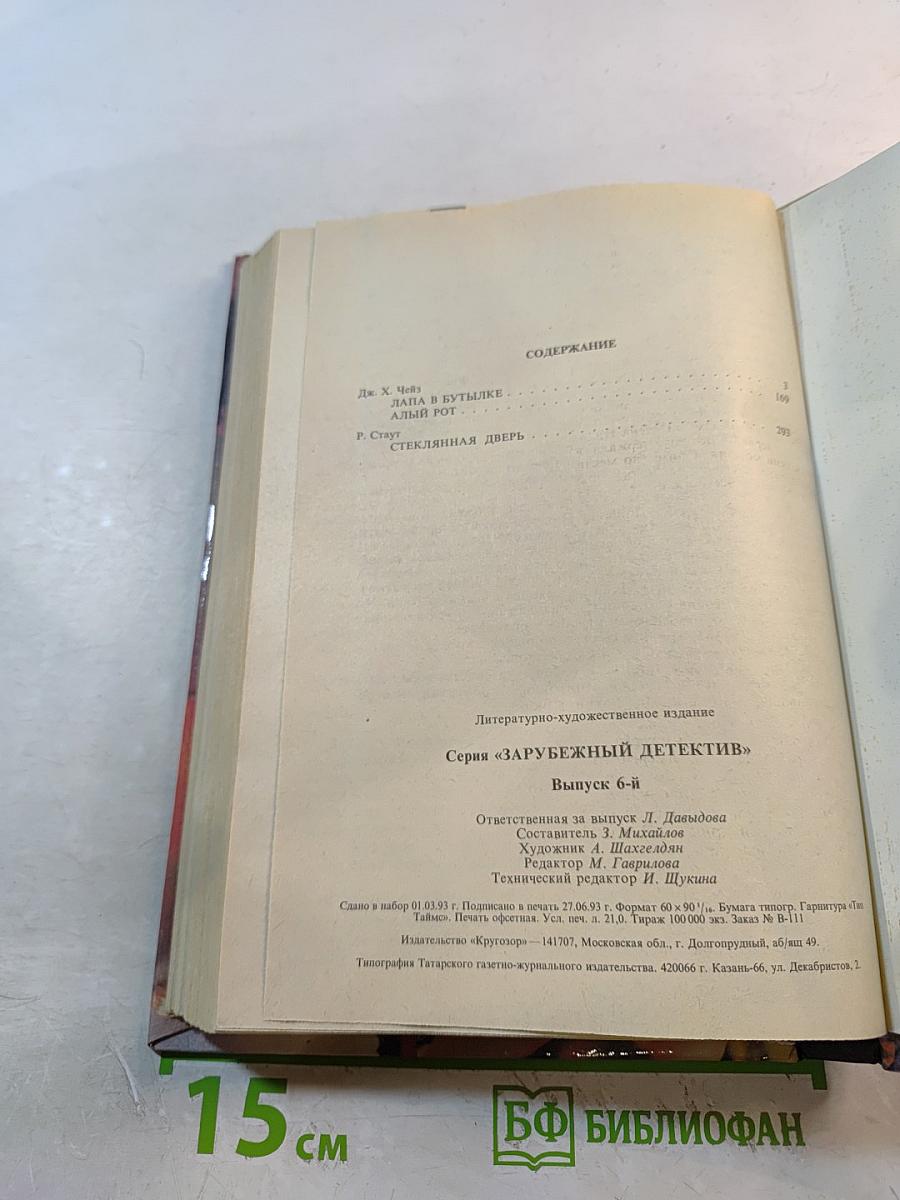 СОДЕРЖАНИЕ
Дж. Х. Чейз
ЛАПА В БУТЫЛКЕ . . . . . . . . . . . . . . . . . . . . . . . . 3
АЛЫЙ РОТ . . . . . . . . . . . . . . . . . . . . . . . . . . . . 169
Р. Стаут
СТЕКЛЯННАЯ ДВЕРЬ . . . . . . . . . . . . . . . . . . . . . . 293
Литературно-художественное издание
Серия «ЗАРУБЕЖНЫЙ ДЕТЕКТИВ»
Выпуск 6-й
Ответственная за выпуск Л. Давыдова
Составитель З. Михайлов
Художник А. Шахгелдян
Редактор М. Гаврилова
Технический редактор И. Щукина
Сдано в набор 01.03.93 г. Подписано в печать 27.06.93 г. Формат 60 × 90 1/16. Бумага типогр. Гарнитура «Тип
Таймс». Печать офсетная. Усл. печ. л. 21,0. Тираж 100 000 экз. Заказ № В-111
Издательство «Кругозор» — 141707, Московская обл., г. Долгопрудный, аб/ящ 49.
Типография Татарского газетно-журнального издательства. 420066 г. Казань-66, ул. Декабристов, 2.
15 см
БФ БИБЛИОФАН